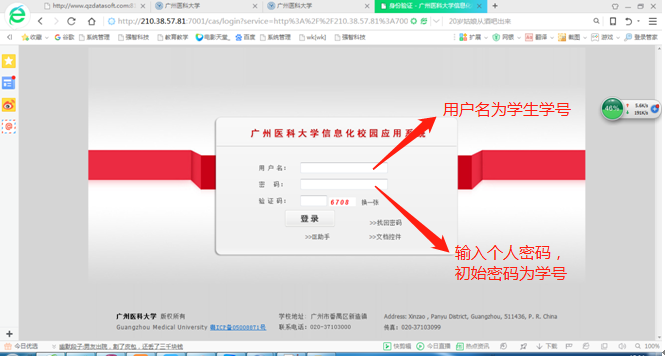 http://www.qzdatasoft.com/
广州医科大学
广州医科大学
身份验证 - 广州医科大学信息
http://210.38.57.81:7001/cas/login?service=http%3A%2F%2F210.38.57.81%3A700
20岁姑娘从酒吧出来
收藏 谷歌 系统管理 强智科技 教育教学 电影天堂_ 百度 系统管理 wk[wk] 强智科技
扩展 网银 翻译 截图 游戏 登录管家
用户名为学生学号
46%
广州医科大学信息化校园应用系统
用 户 名:
密 码:
验 证 码:
6708
换一张
登 录
>>找回密码
>>医助手
>>文档控件
输入个人密码，
初始密码为学号
广州医科大学 版权所有
学校地址: 广州市番禺区新造镇
Address: Xinzao , Panyu District, Guangzhou, 511436, P. R. China
Guangzhou Medical University 粤ICP备05008871号
联系电话: 020-37103000
传真: 020-37103099
今日优选
快剪辑 今日直播 热点资讯
下载
100%